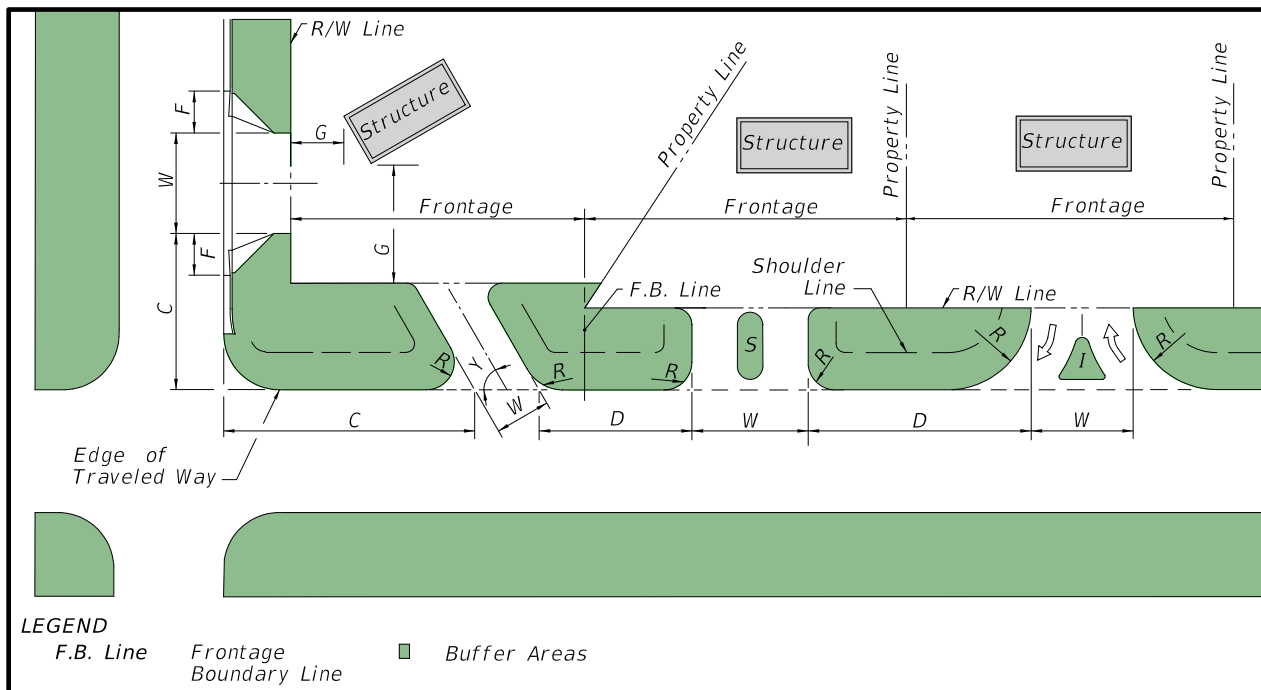 R/W Line
F
G
Structure
Property Line
Structure
Property Line
Structure
Property Line
W
Frontage
Frontage
Frontage
F
G
Shoulder
Line
F.B. Line
R/W Line
C
R
Y
R
R
S
R
R
I
R
C
W
D
W
D
W
Edge of
Traveled Way
LEGEND
F.B. Line Frontage
Boundary Line
Buffer Areas